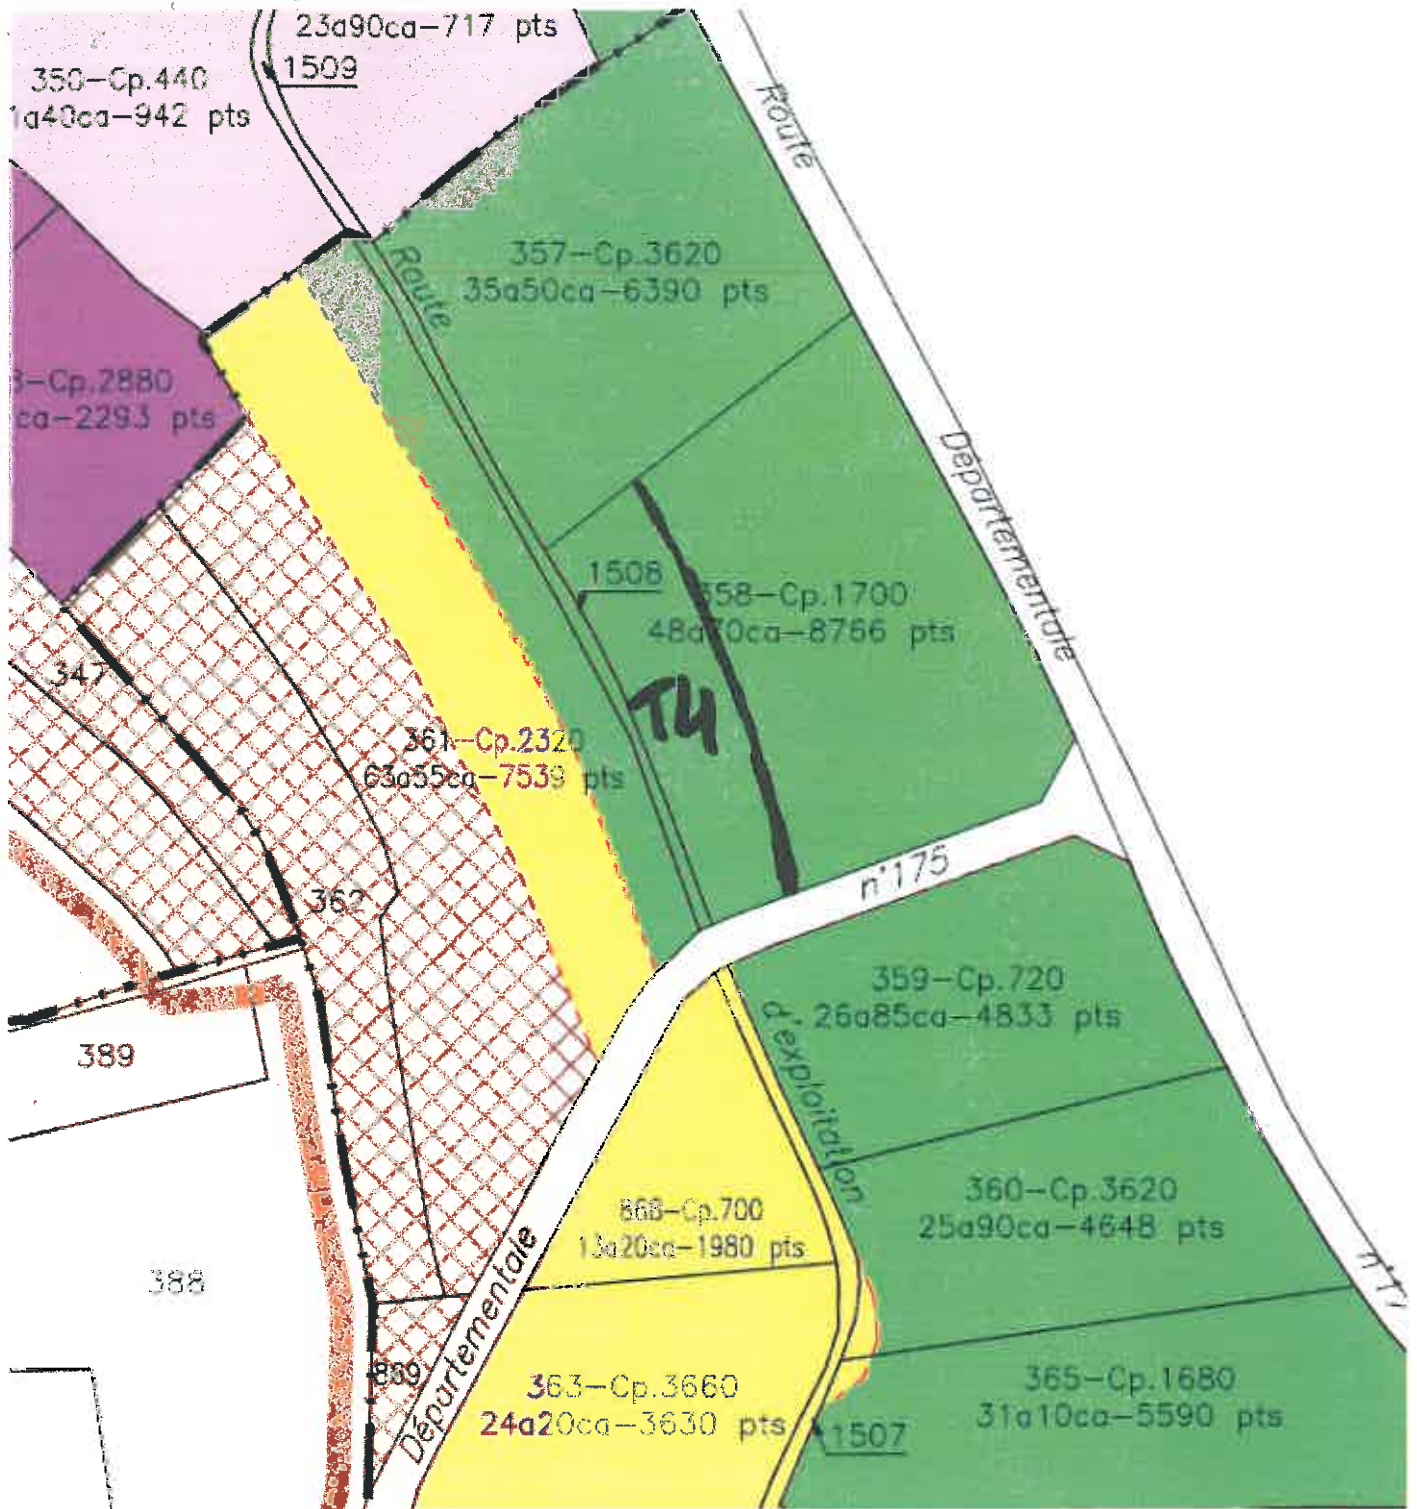 23a90ca-717 pts
1509
350-Cp.440
1a40ca-942 pts
Route
357-Cp.3620
35a50ca-6390 pts
Route
-Cp.2880
ca-2293 pts
Départementale
1508
358-Cp.1700
48a70ca-8766 pts
347
T4
361-Cp.2320
63a55ca-7539 pts
n°175
362
359-Cp.720
26a85ca-4833 pts
389
d'exploitation
360-Cp.3620
25a90ca-4648 pts
868-Cp.700
13a20ca-1980 pts
388
Départementale
n°17
869
363-Cp.3660
24a20ca-3630 pts
365-Cp.1680
31a10ca-5590 pts
1507